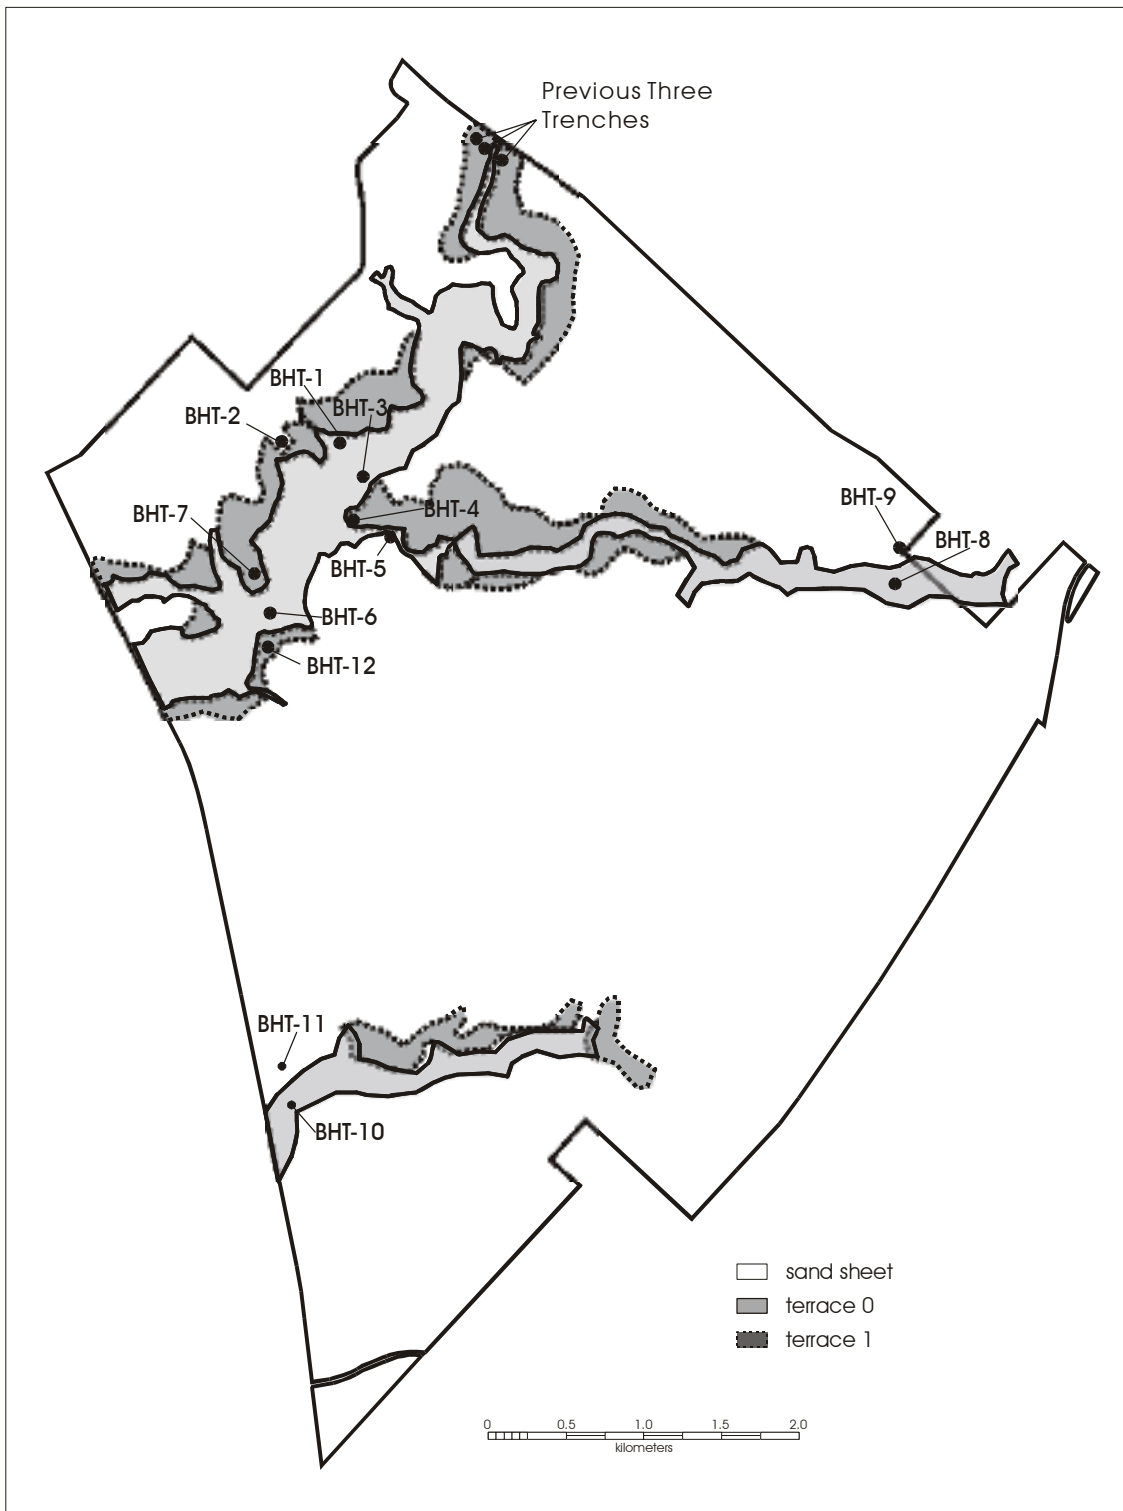 Previous Three
Trenches
BHT-1
BHT-3
BHT-2
BHT-9
BHT-4
BHT-7
BHT-8
BHT-5
BHT-6
BHT-12
BHT-11
BHT-10
sand sheet
terrace 0
terrace 1
0 0.5 1.0 1.5 2.0
kilometers